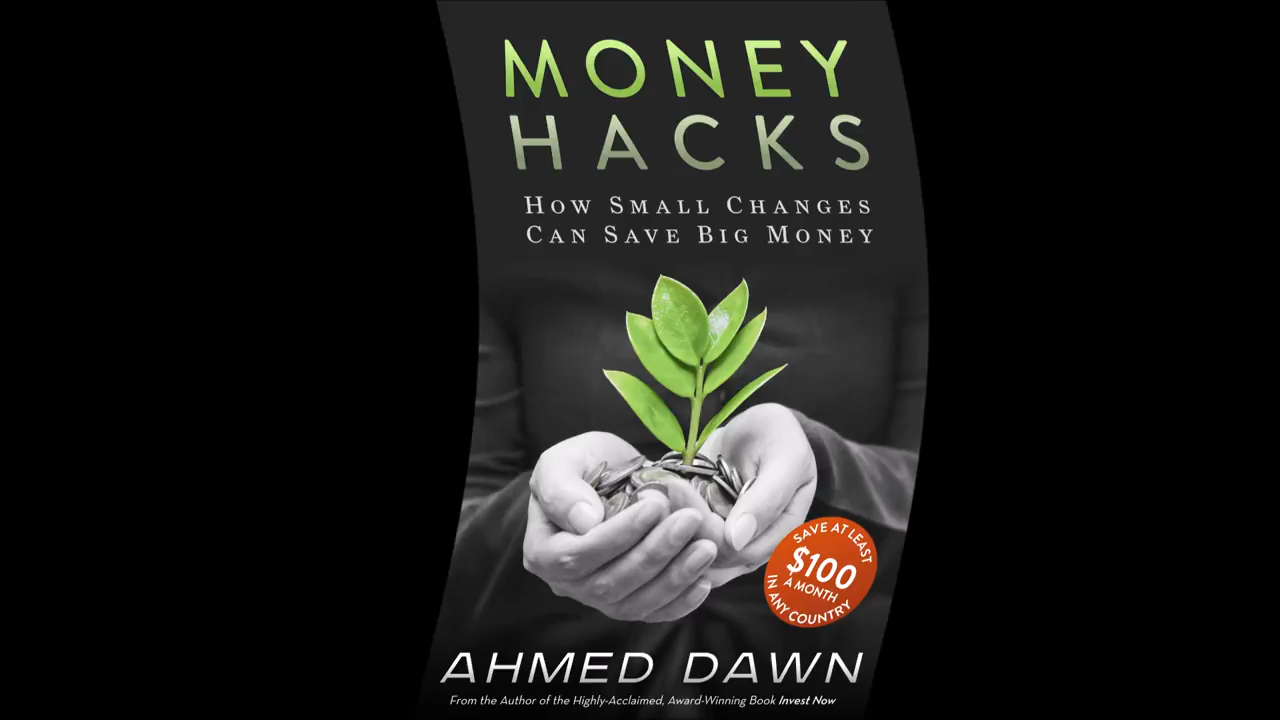 MONEY
HACKS
How Small Changes
Can Save Big Money
SAVE AT LEAST
$100
A MONTH
IN ANY COUNTRY
AHMED DAWN
From the Author of the Highly-Acclaimed, Award-Winning Book Invest Now